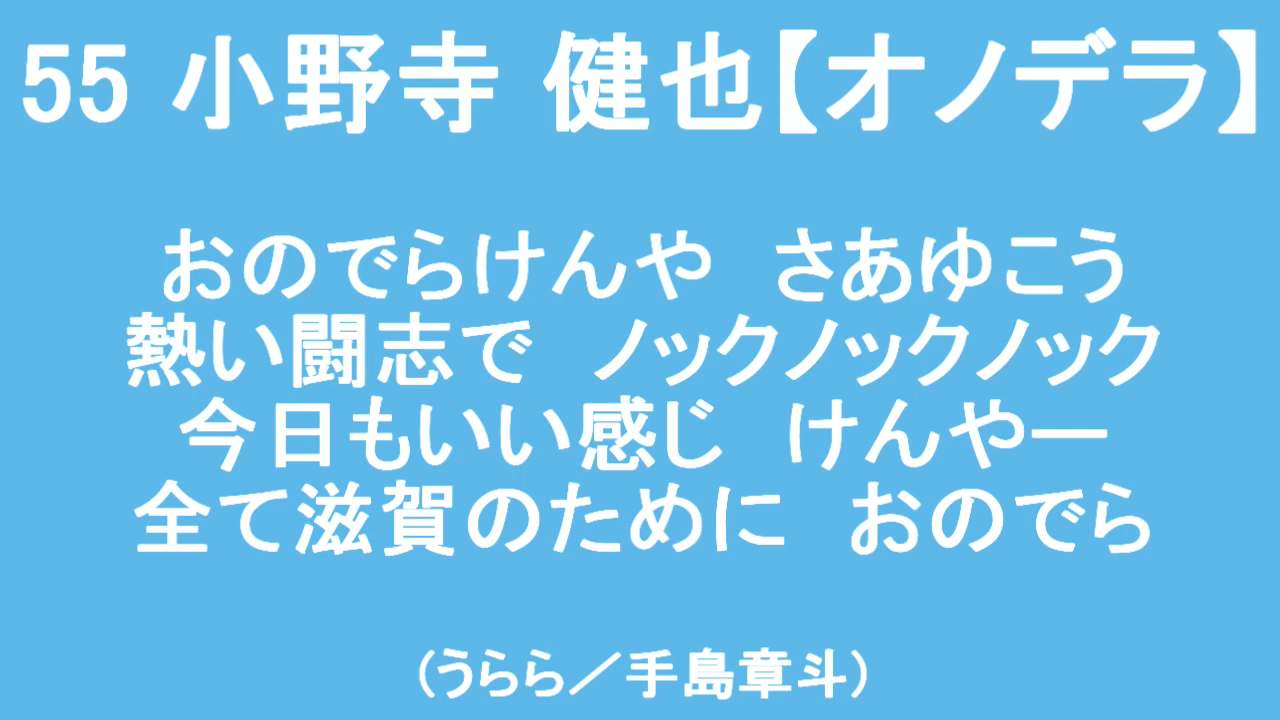 55 小野寺 健也【オノデラ】
おのでらけんや　さあゆこう
熱い闘志で　ノックノックノック
今日もいい感じ　けんやー
全て滋賀のために　おのでら
（うらら／手島章斗）